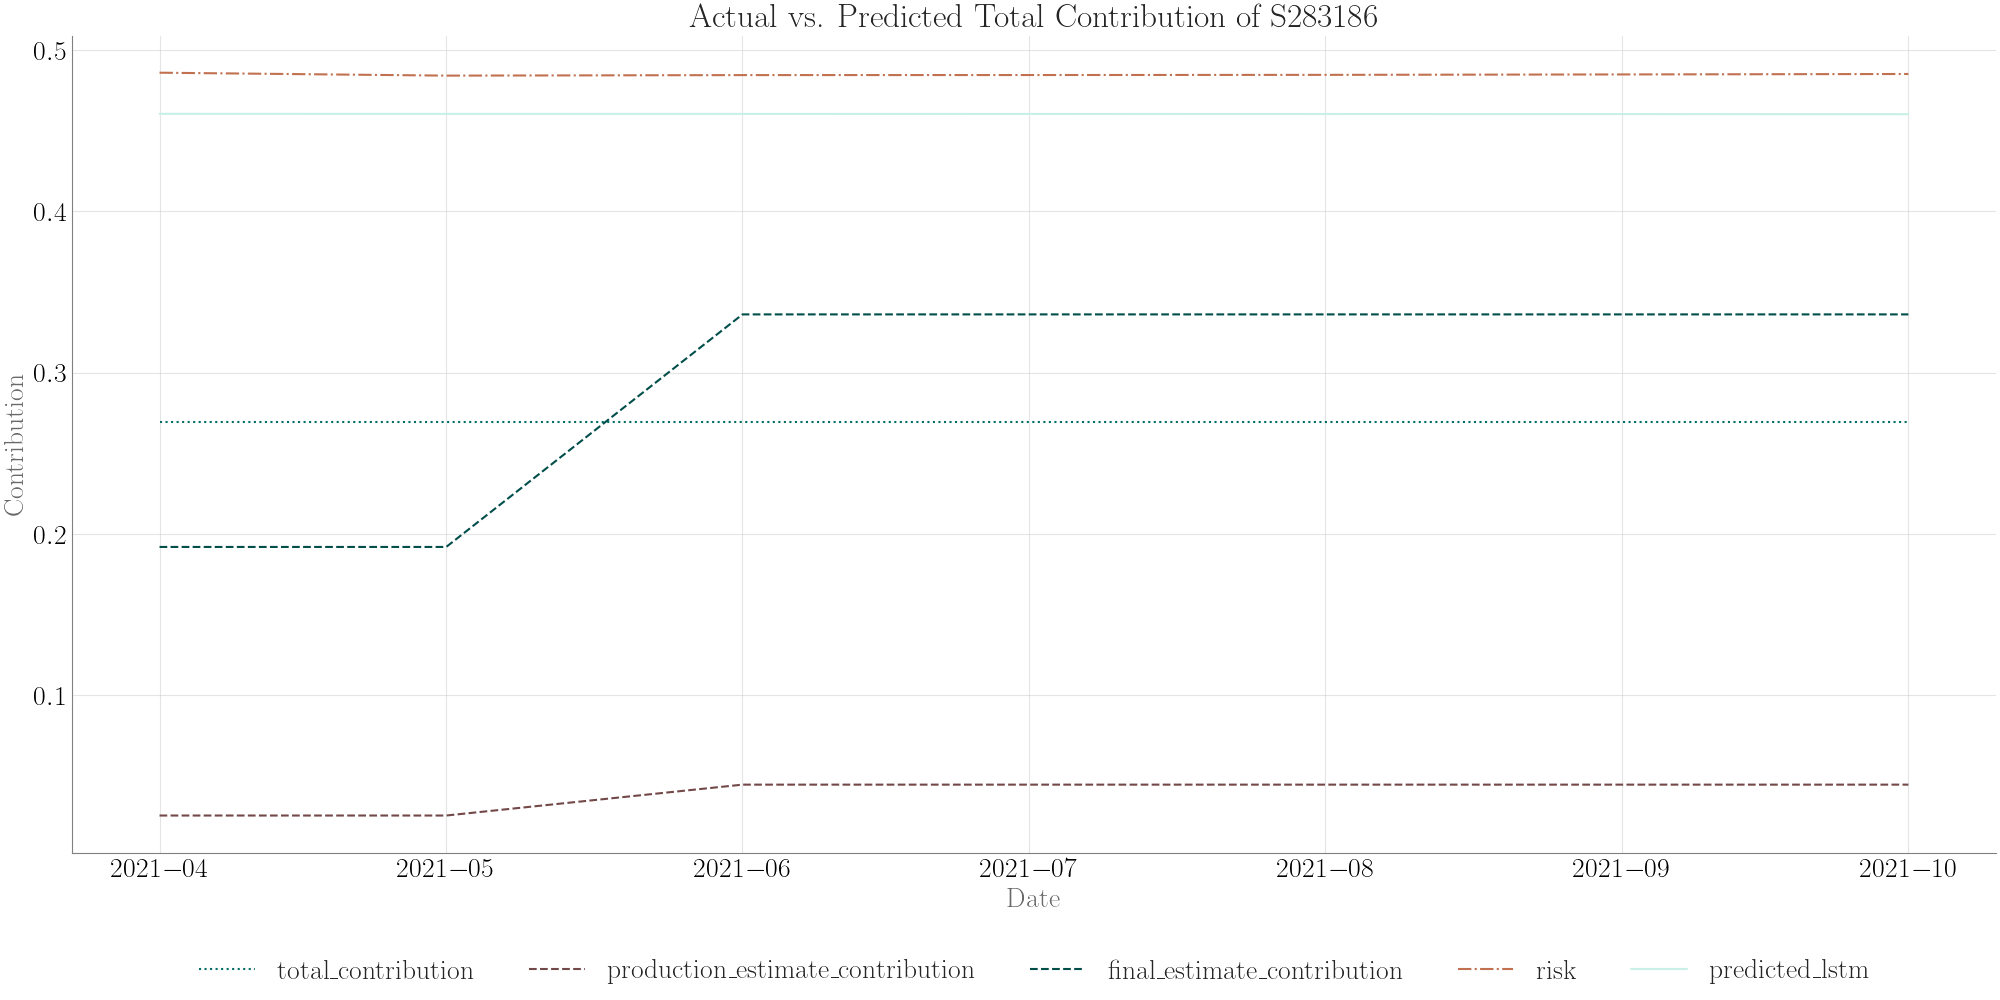 Actual vs. Predicted Total Contribution of S283186
0.5
0.4
0.3
0.2
0.1
Contribution
2021–04 2021–05 2021–06 2021–07 2021–08 2021–09 2021–10
Date
total_contribution production_estimate_contribution final_estimate_contribution risk predicted_lstm